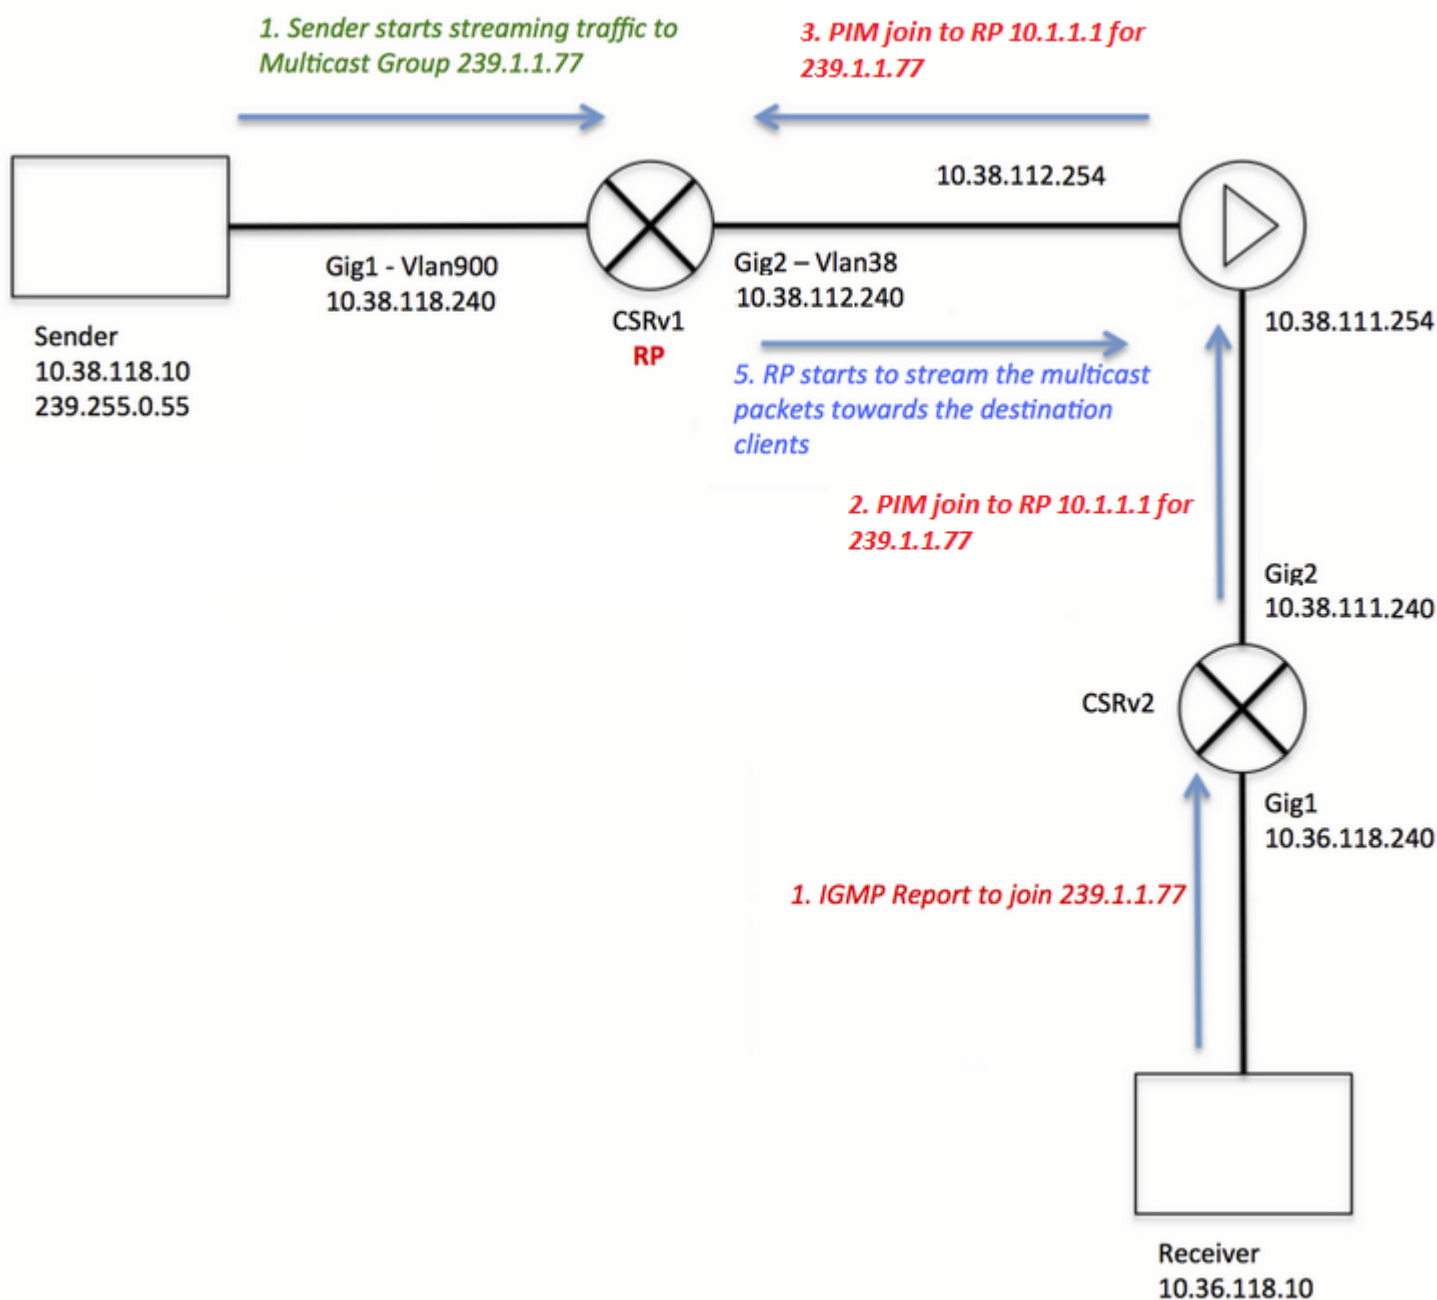 1. Sender starts streaming traffic to
Multicast Group 239.1.1.77
3. PIM join to RP 10.1.1.1 for
239.1.1.77
10.38.112.254
Gig1 - Vlan900
10.38.118.240
Gig2 – Vlan38
10.38.112.240
CSRv1
RP
Sender
10.38.118.10
239.255.0.55
10.38.111.254
5. RP starts to stream the multicast
packets towards the destination
clients
2. PIM join to RP 10.1.1.1 for
239.1.1.77
Gig2
10.38.111.240
CSRv2
Gig1
10.36.118.240
1. IGMP Report to join 239.1.1.77
Receiver
10.36.118.10